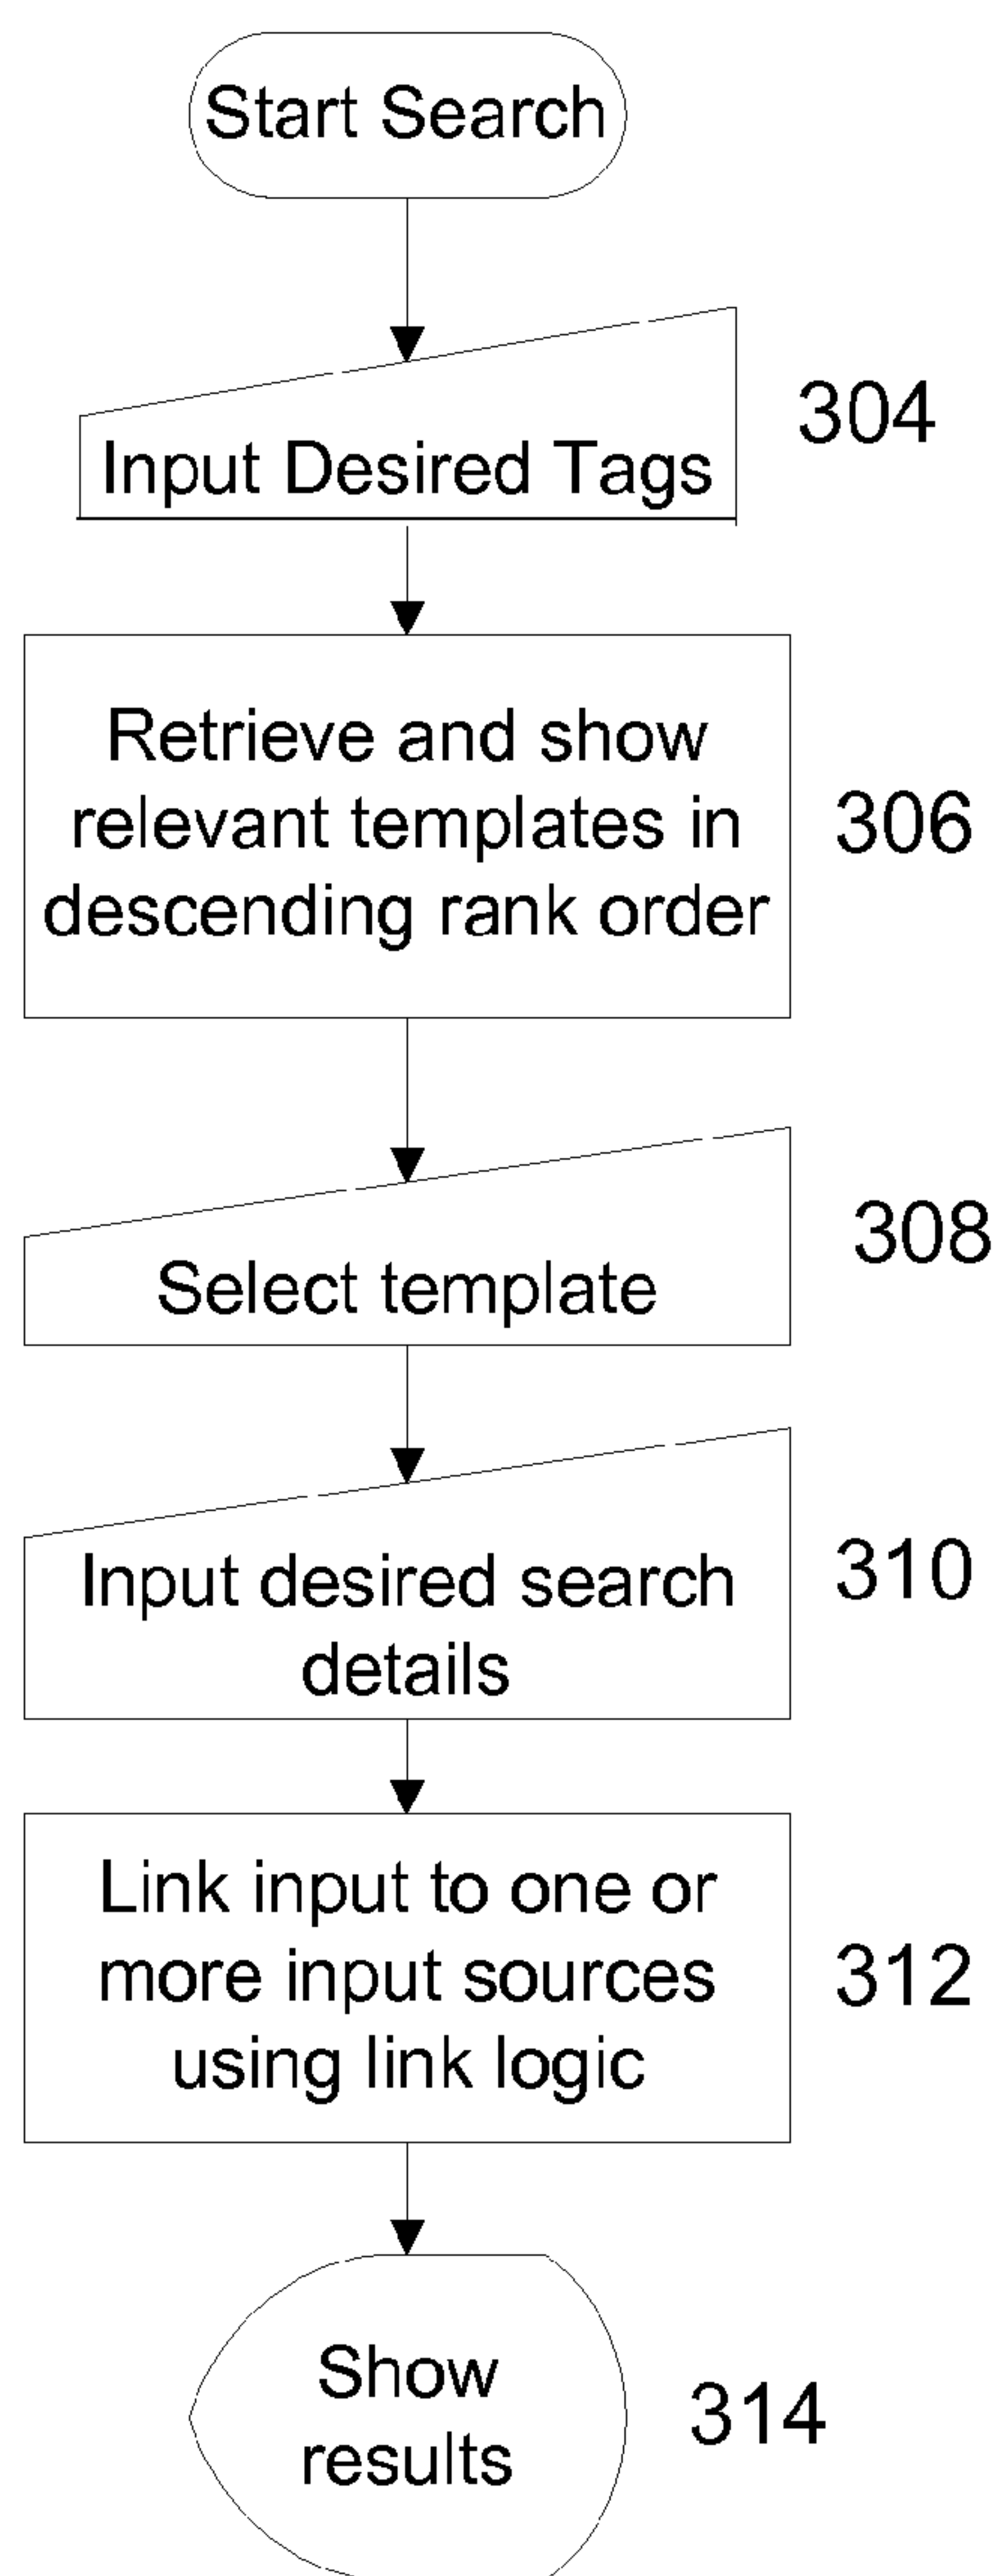 Start Search
304
Input Desired Tags
Retrieve and show
relevant templates in
descending rank order
306
308
Select template
310
Input desired search
details
Link input to one or
more input sources
using link logic
312
Show
results
314